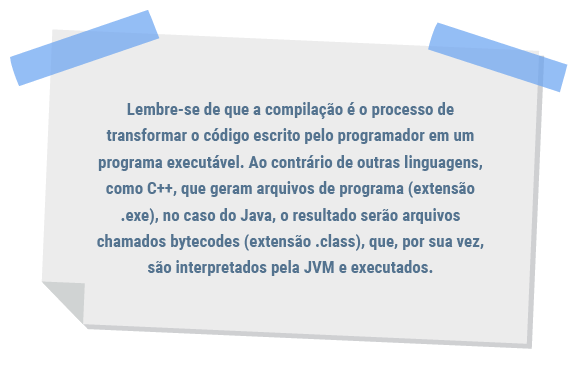 Lembre-se de que a compilação é o processo de
transformar o código escrito pelo programador em um
programa executável. Ao contrário de outras linguagens,
como C++, que geram arquivos de programa (extensão
.exe), no caso do Java, o resultado serão arquivos
chamados bytecodes (extensão .class), que, por sua vez,
são interpretados pela JVM e executados.